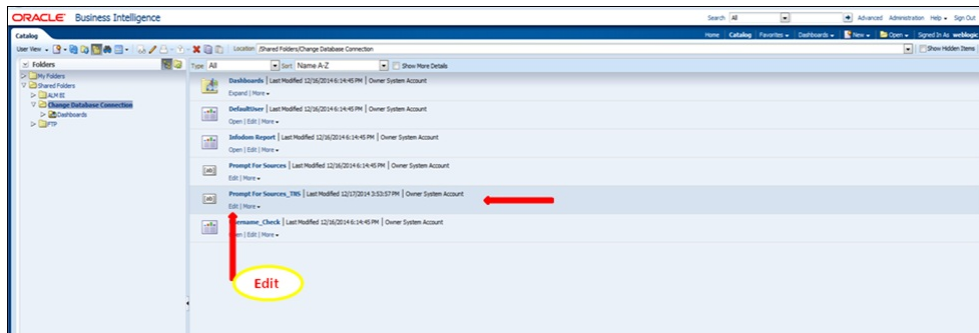 ORACLE Business Intelligence
Search All Advanced Administration Help Sign Out
Catalog
Home Catalog Favorites Dashboards New Open Signed In As weblogic
User View Location /Shared Folders/Change Database Connection Show Hidden Items
Folders
My Folders
Shared Folders
ALM BI
Change Database Connection
Dashboards
FTP
Type All Sort Name A-Z Show More Details
Dashboards | Last Modified 12/16/2014 6:14:45 PM | Owner System Account
Expand | More
DefaultUser | Last Modified 12/16/2014 6:14:45 PM | Owner System Account
Open | Edit | More
Infodom Report | Last Modified 12/16/2014 6:14:45 PM | Owner System Account
Open | Edit | More
Prompt For Sources | Last Modified 12/16/2014 6:14:45 PM | Owner System Account
Edit | More
Prompt For Sources_TRS | Last Modified 12/17/2014 3:53:57 PM | Owner System Account
Edit | More
ername_Check | Last Modified 12/16/2014 6:14:45 PM | Owner System Account
Open | Edit | More
Edit